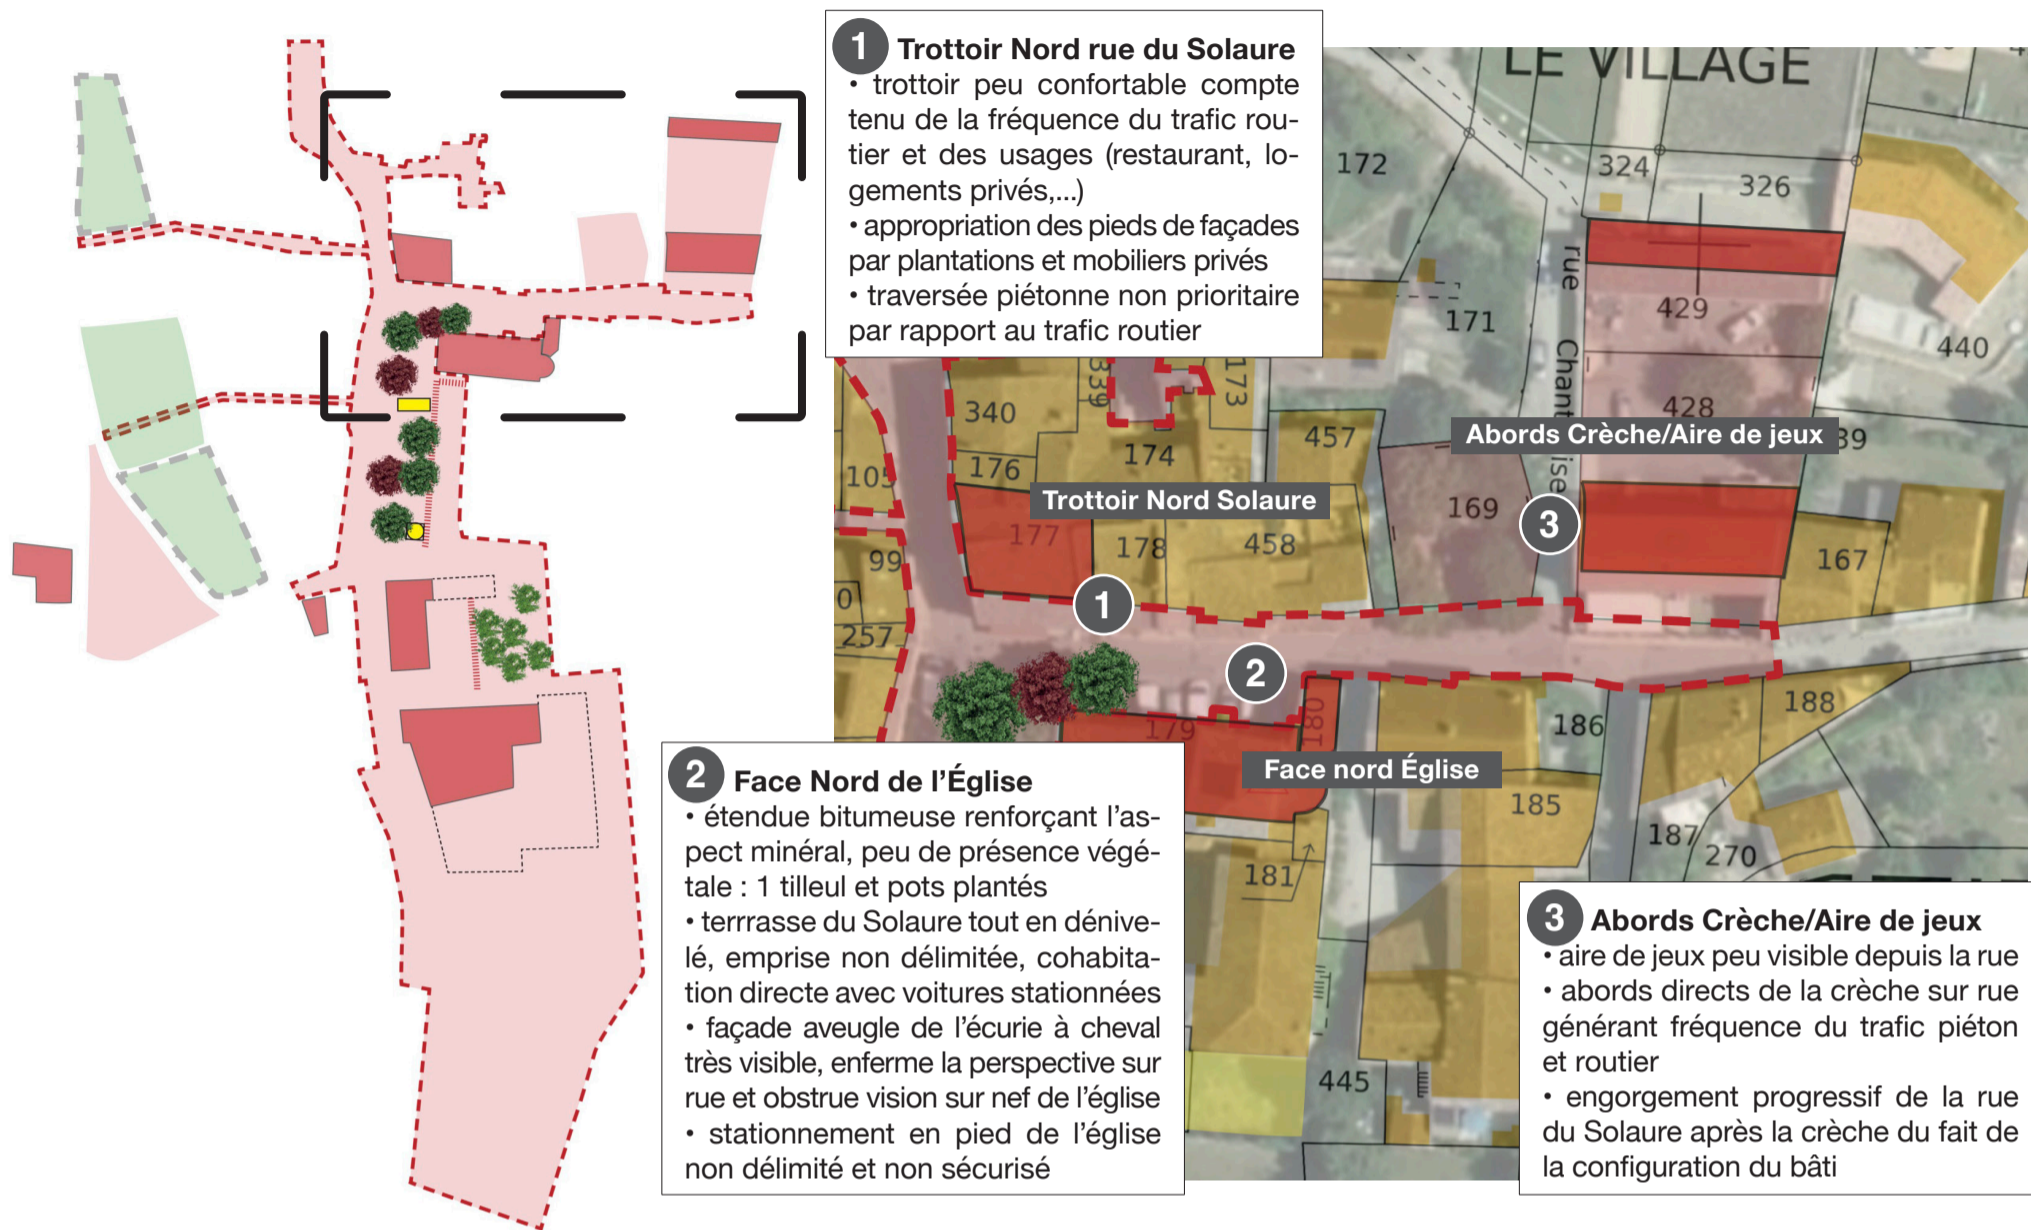 1 Trottoir Nord rue du Solaure
• trottoir peu confortable compte
tenu de la fréquence du trafic rou-
tier et des usages (restaurant, lo-
gements privés,...)
• appropriation des pieds de façades
par plantations et mobiliers privés
• traversée piétonne non prioritaire
par rapport au trafic routier
LE VILLAGE
172
324
326
171
rue Chant
ise
429
440
428
339
173
340
174
457
Abords Crèche/Aire de jeux
39
105
176
Trottoir Nord Solaure
169
3
177
178
458
99
167
0
257
1
2
179
180
186
188
Face nord Église
185
187
270
181
445
2 Face Nord de l'Église
• étendue bitumeuse renforçant l'as-
pect minéral, peu de présence végé-
tale : 1 tilleul et pots plantés
• terrrasse du Solaure tout en dénive-
lé, emprise non délimitée, cohabita-
tion directe avec voitures stationnées
• façade aveugle de l'écurie à cheval
très visible, enferme la perspective sur
rue et obstrue vision sur nef de l'église
• stationnement en pied de l'église
non délimité et non sécurisé
3 Abords Crèche/Aire de jeux
• aire de jeux peu visible depuis la rue
• abords directs de la crèche sur rue
générant fréquence du trafic piéton
et routier
• engorgement progressif de la rue
du Solaure après la crèche du fait de
la configuration du bâti